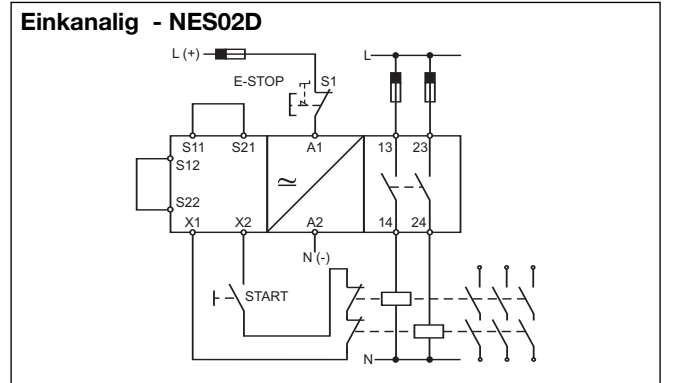 Einkanalig - NES02D
L (+)
L
E-STOP
S1
S11 S21 A1 13 23
S12
S22
X1 X2 A2 14 24
N (-)
START
N